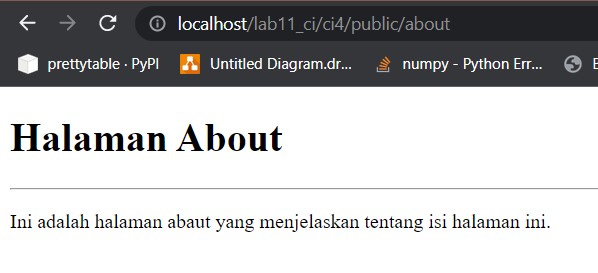 localhost/lab11_ci/ci4/public/about
prettytable · PyPI Untitled Diagram.dr... numpy - Python Err...
Halaman About
Ini adalah halaman abaut yang menjelaskan tentang isi halaman ini.